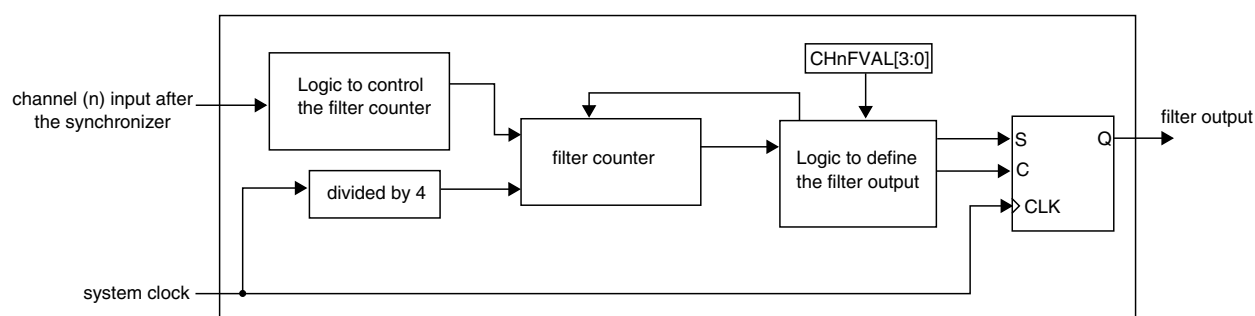 channel (n) input after
the synchronizer
Logic to control
the filter counter
CHnFVAL[3:0]
filter counter
Logic to define
the filter output
divided by 4
S
Q
C
CLK
filter output
system clock